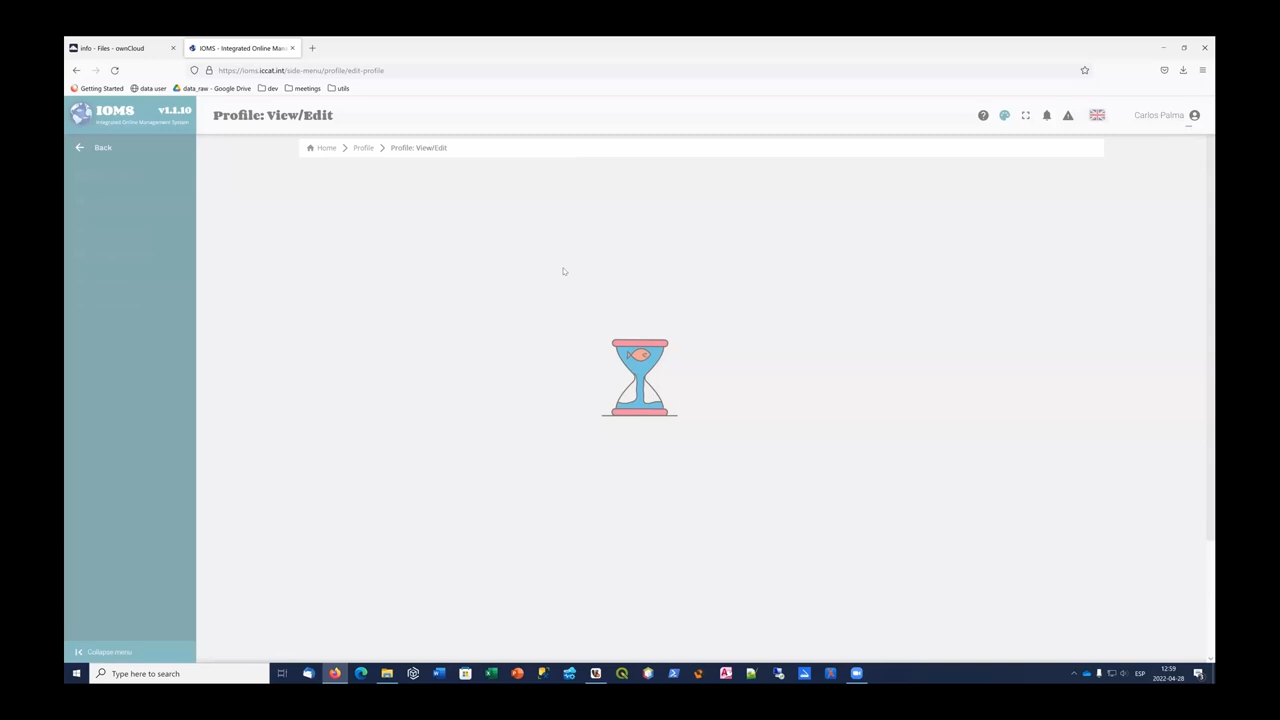 info - Files - ownCloud
IOMS - Integrated Online Man
https://ioms.iccat.int/side-menu/profile/edit-profile
Getting Started
data user
data_raw - Google Drive
dev
meetings
utils
IOMS
v1.1.10
Integrated Online Management System
Profile: View/Edit
Carlos Palma
Back
Home
Profile
Profile: View/Edit
Collapse menu
Type here to search
ESP
12:59
2022-04-28